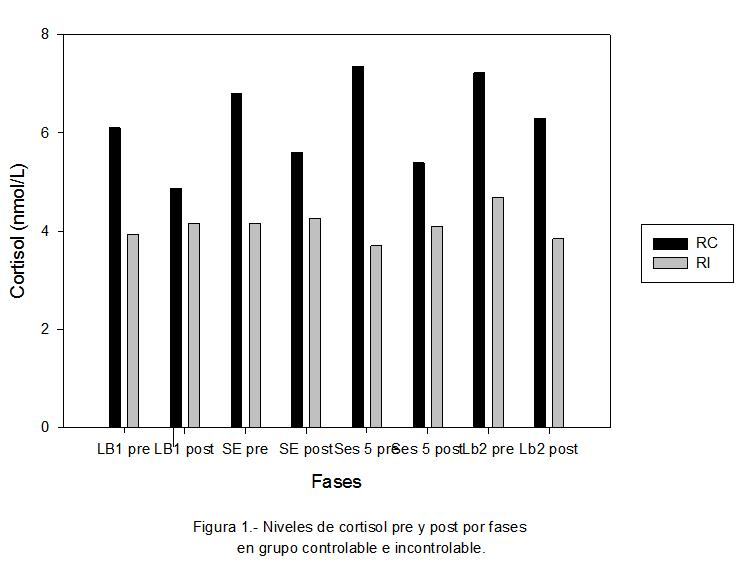 8
6
4
2
0
Cortisol (nmol/L)
LB1 pre LB1 post SE pre SE post Ses 5 pre Ses 5 post Lb2 pre Lb2 post
Fases
RC
RI
Figura 1.- Niveles de cortisol pre y post por fases
en grupo controlable e incontrolable.